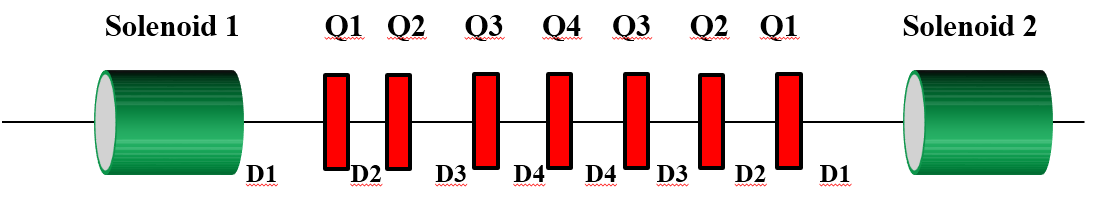 Solenoid 1 Q1 Q2 Q3 Q4 Q3 Q2 Q1 Solenoid 2
D1 D2 D3 D4 D4 D3 D2 D1